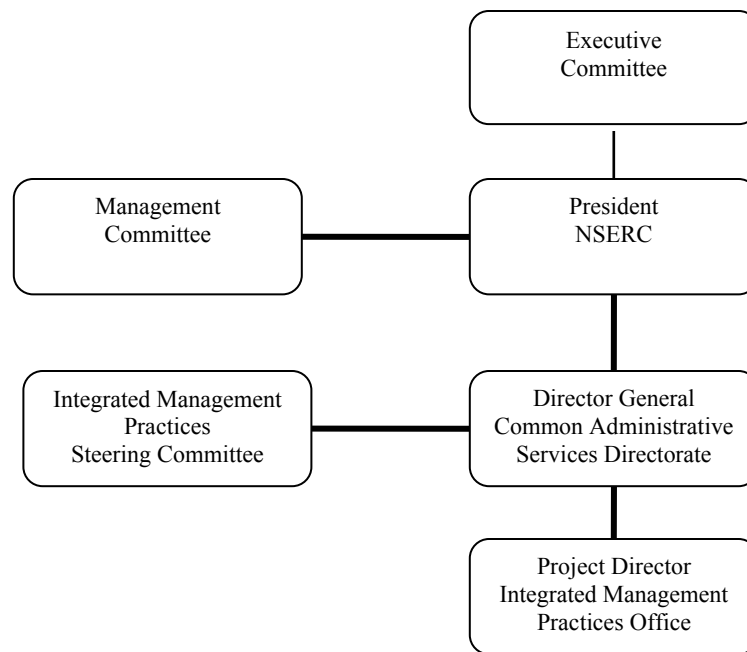 Executive
Committee
Management
Committee
President
NSERC
Integrated Management
Practices
Steering Committee
Director General
Common Administrative
Services Directorate
Project Director
Integrated Management
Practices Office